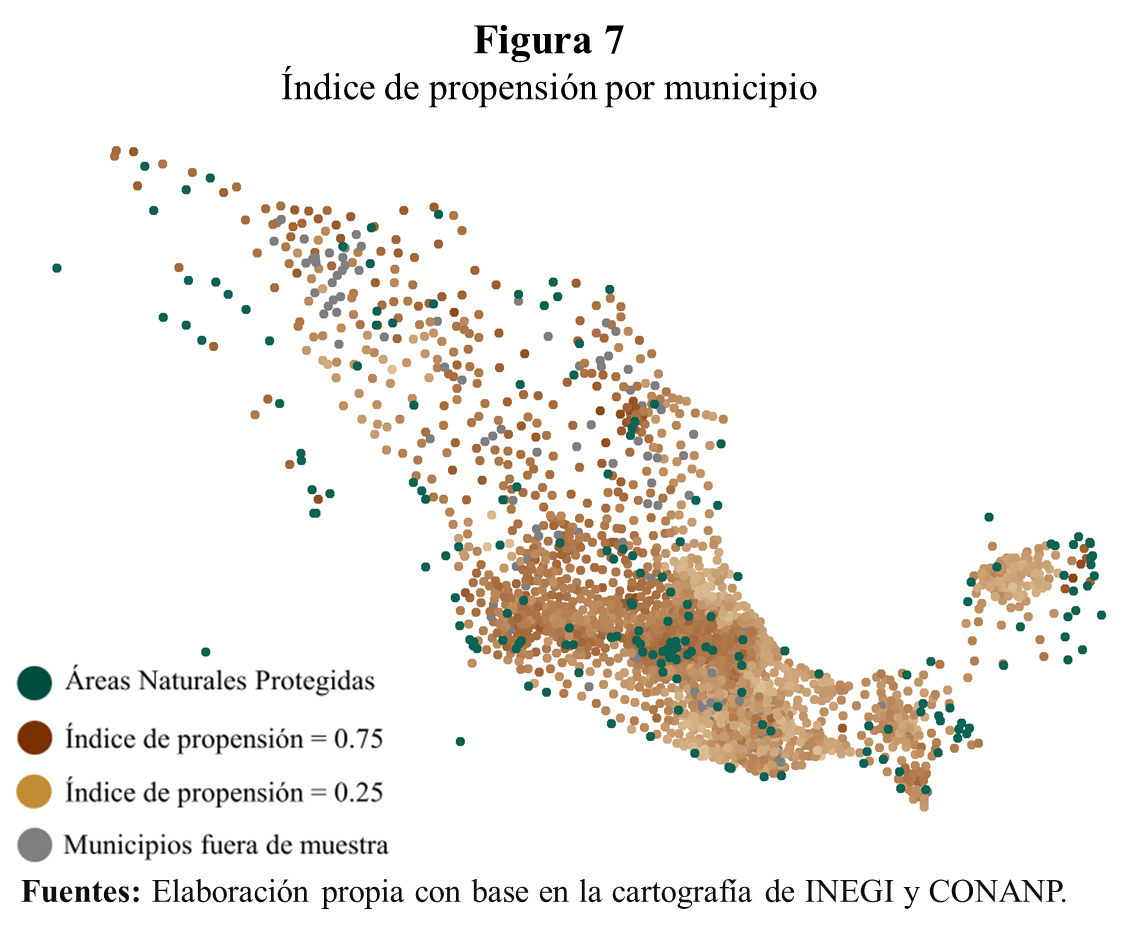 Figura 7
Índice de propensión por municipio
Áreas Naturales Protegidas
Índice de propensión = 0.75
Índice de propensión = 0.25
Municipios fuera de muestra
Fuentes: Elaboración propia con base en la cartografía de INEGI y CONANP.